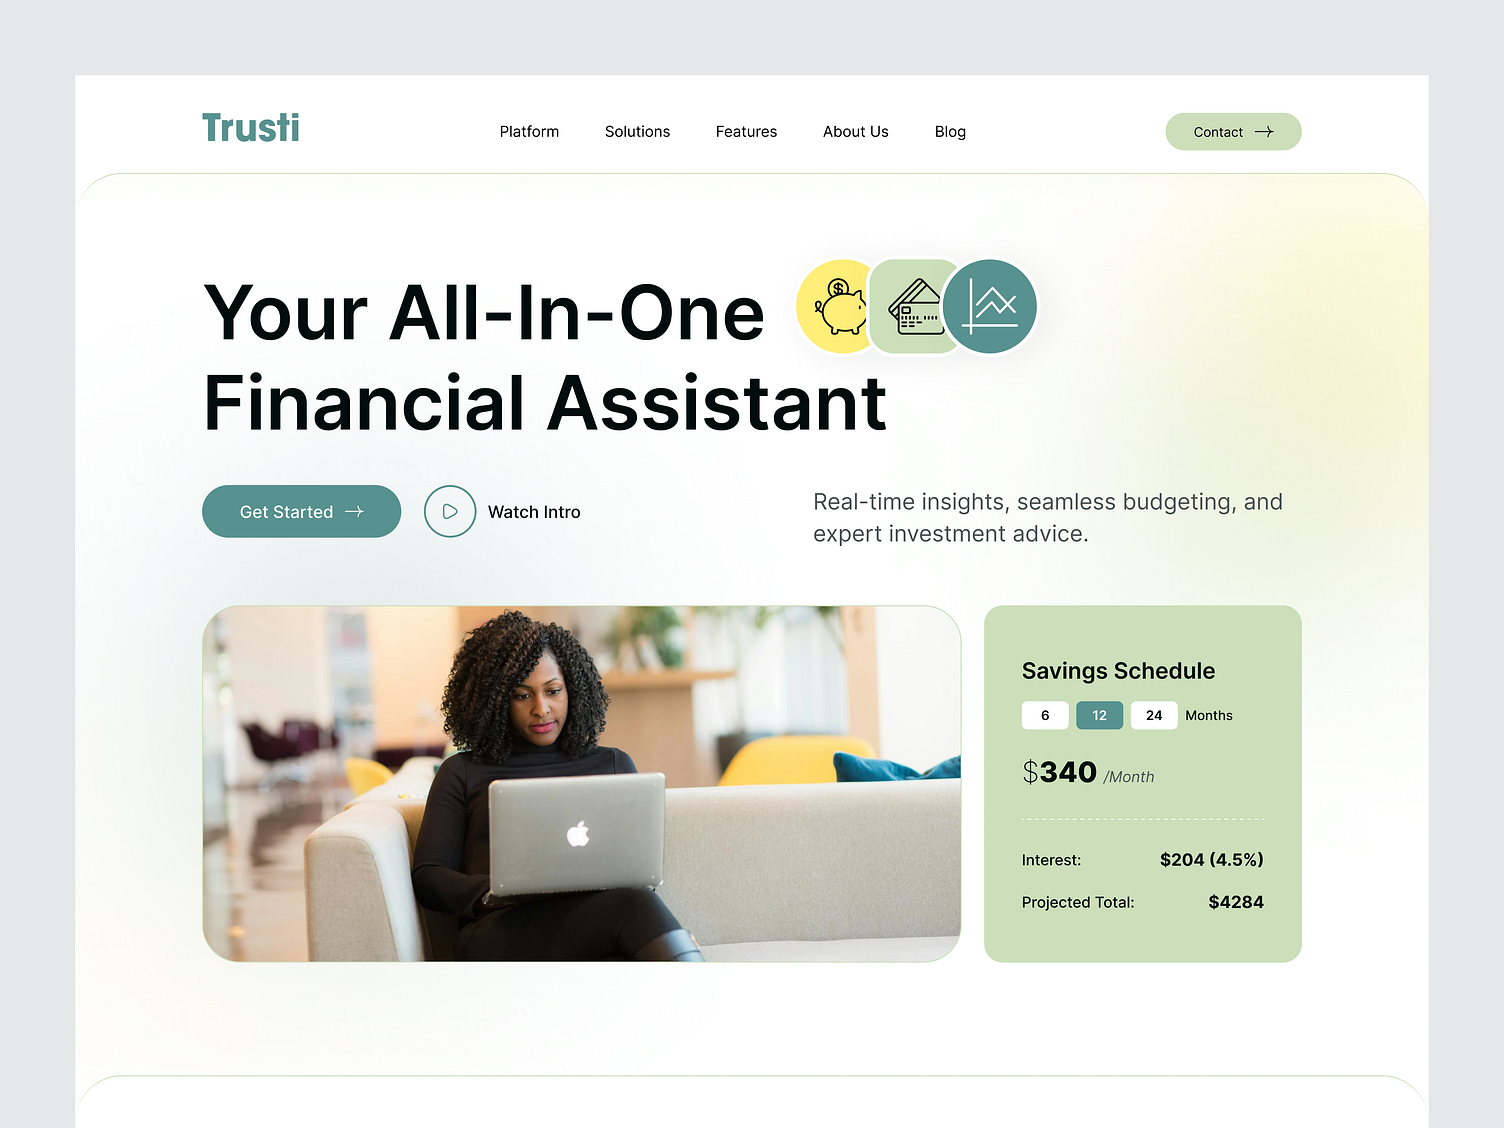 Trusti
Platform
Solutions
Features
About Us
Blog
Contact
Your All-In-One
Financial Assistant
Get Started
Watch Intro
Real-time insights, seamless budgeting, and
expert investment advice.
Savings Schedule
6 12 24 Months
$340 /Month
Interest: $204 (4.5%)
Projected Total: $4284